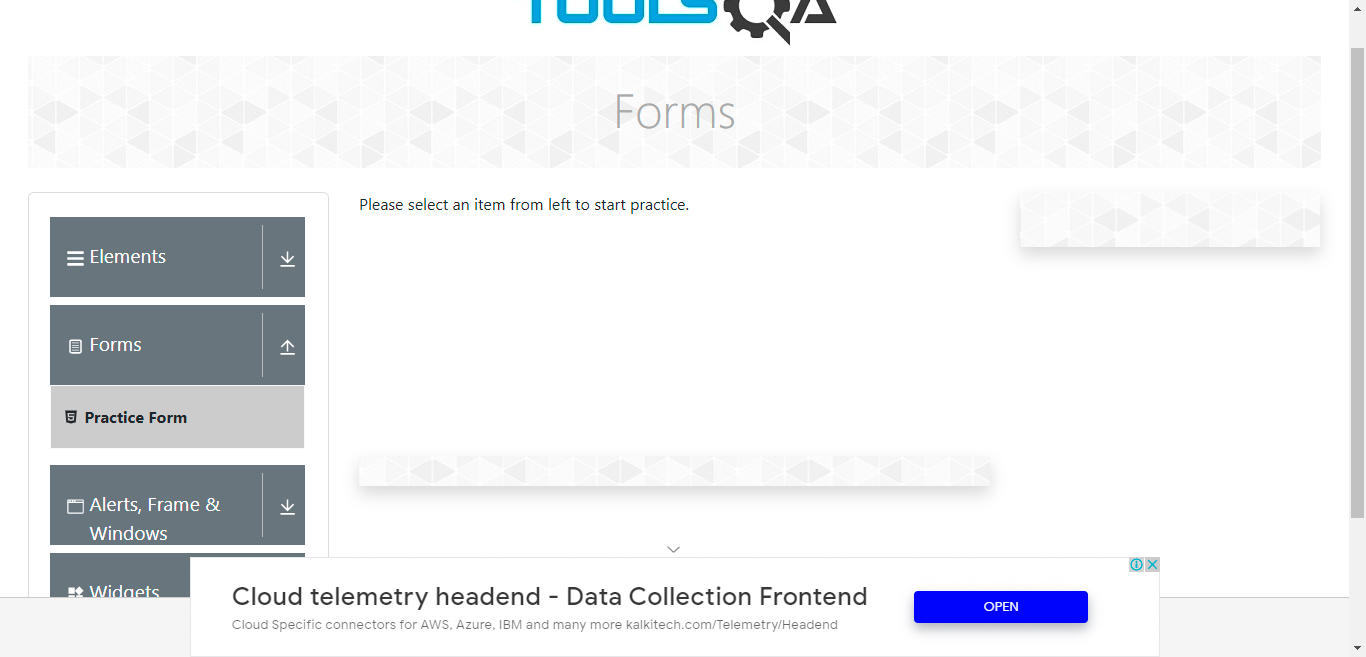 TOOLSQA
Forms
Please select an item from left to start practice.
Elements
Forms
Practice Form
Alerts, Frame &
Windows
Widgets
Cloud telemetry headend - Data Collection Frontend
Cloud Specific connectors for AWS, Azure, IBM and many more kalkitech.com/Telemetry/Headend
OPEN